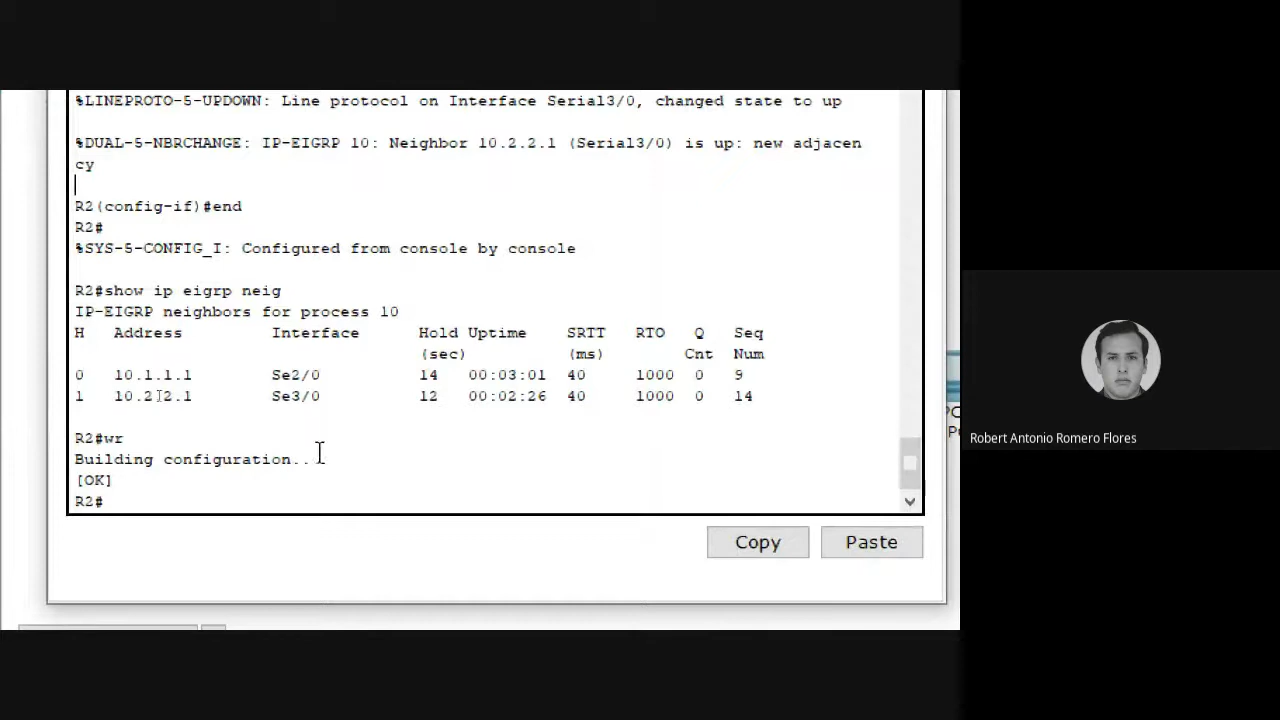 %LINEPROTO-5-UPDOWN: Line protocol on Interface Serial3/0, changed state to up
%DUAL-5-NBRCHANGE: IP-EIGRP 10: Neighbor 10.2.2.1 (Serial3/0) is up: new adjacen
cy
R2(config-if)#end
R2#
%SYS-5-CONFIG_I: Configured from console by console
R2#show ip eigrp neig
IP-EIGRP neighbors for process 10
H Address Interface Hold Uptime SRTT RTO Q Seq
(sec) (ms) Cnt Num
0 10.1.1.1 Se2/0 14 00:03:01 40 1000 0 9
1 10.2.2.1 Se3/0 12 00:02:26 40 1000 0 14
R2#wr
Building configuration...
[OK]
R2#
Copy Paste
Robert Antonio Romero Flores